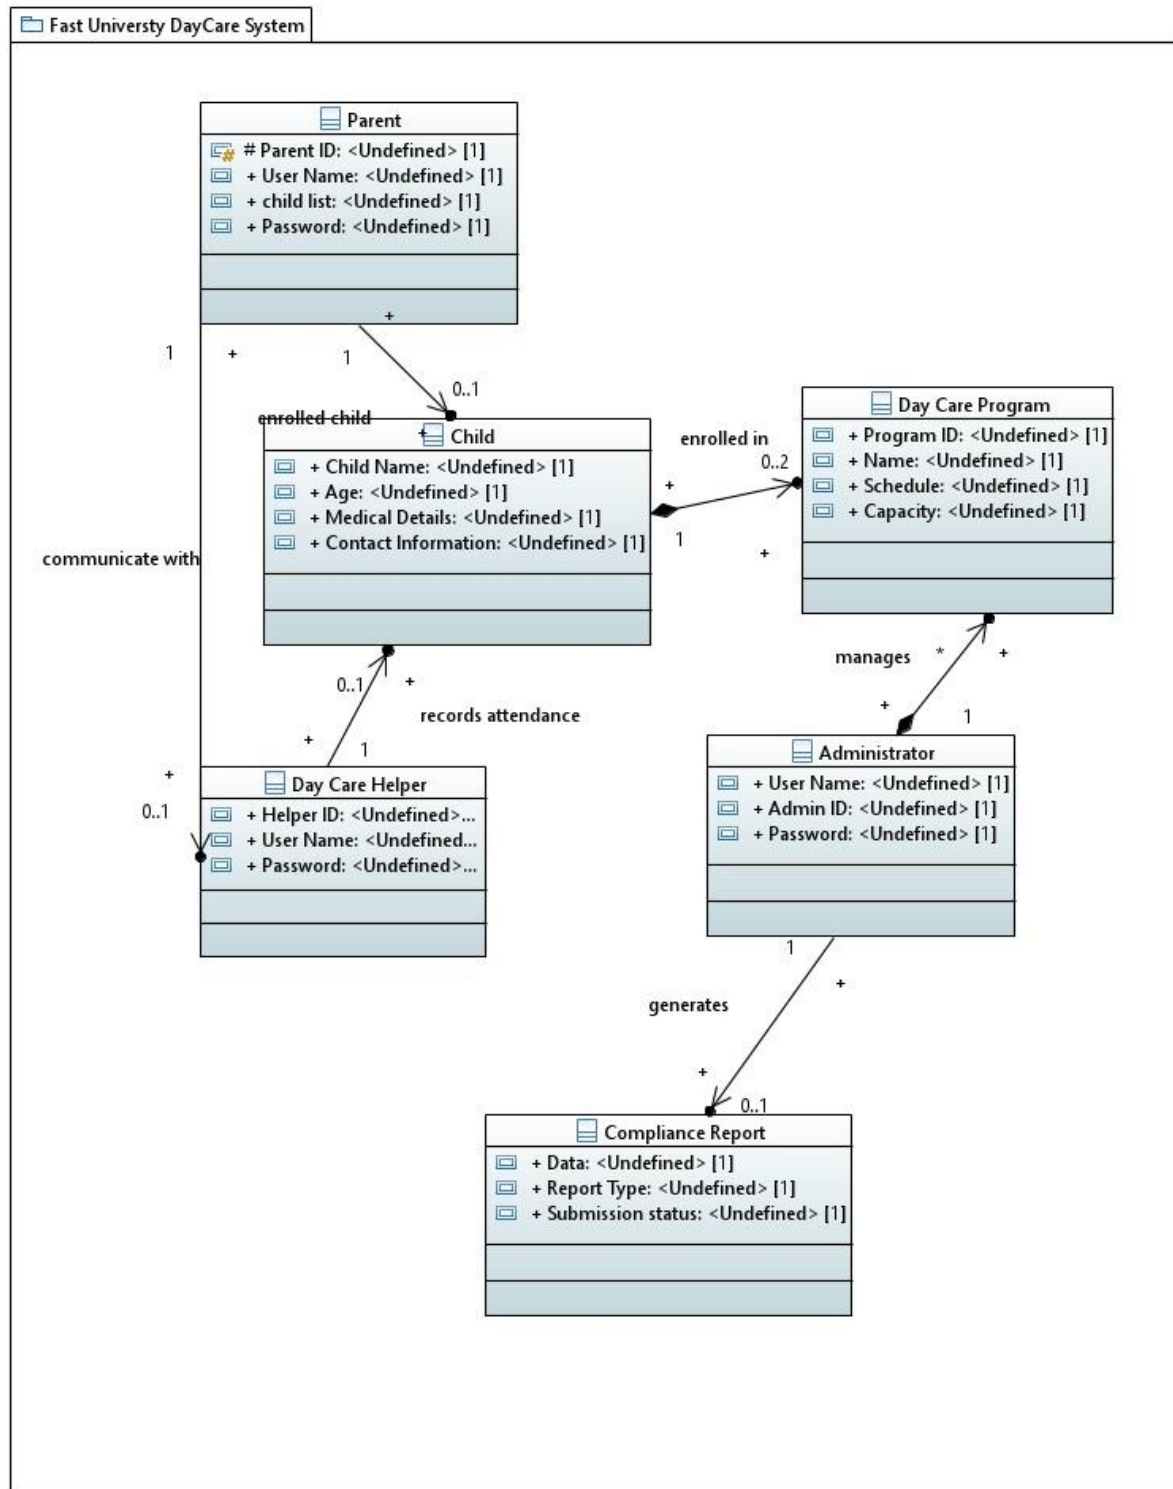 Fast Universty DayCare System
Parent
# Parent ID: <Undefined> [1]
+ User Name: <Undefined> [1]
+ child list: <Undefined> [1]
+ Password: <Undefined> [1]
+
1
+
1
0..1
enrolled child
+
Child
+ Child Name: <Undefined> [1]
+ Age: <Undefined> [1]
+ Medical Details: <Undefined> [1]
+ Contact Information: <Undefined> [1]
enrolled in
0..2
+
1
+
Day Care Program
+ Program ID: <Undefined> [1]
+ Name: <Undefined> [1]
+ Schedule: <Undefined> [1]
+ Capacity: <Undefined> [1]
communicate with
0..1
+
records attendance
+
1
manages
*
+
+
1
+
0..1
Day Care Helper
+ Helper ID: <Undefined>...
+ User Name: <Undefined...
+ Password: <Undefined>...
Administrator
+ User Name: <Undefined> [1]
+ Admin ID: <Undefined> [1]
+ Password: <Undefined> [1]
1
+
generates
+
0..1
Compliance Report
+ Data: <Undefined> [1]
+ Report Type: <Undefined> [1]
+ Submission status: <Undefined> [1]